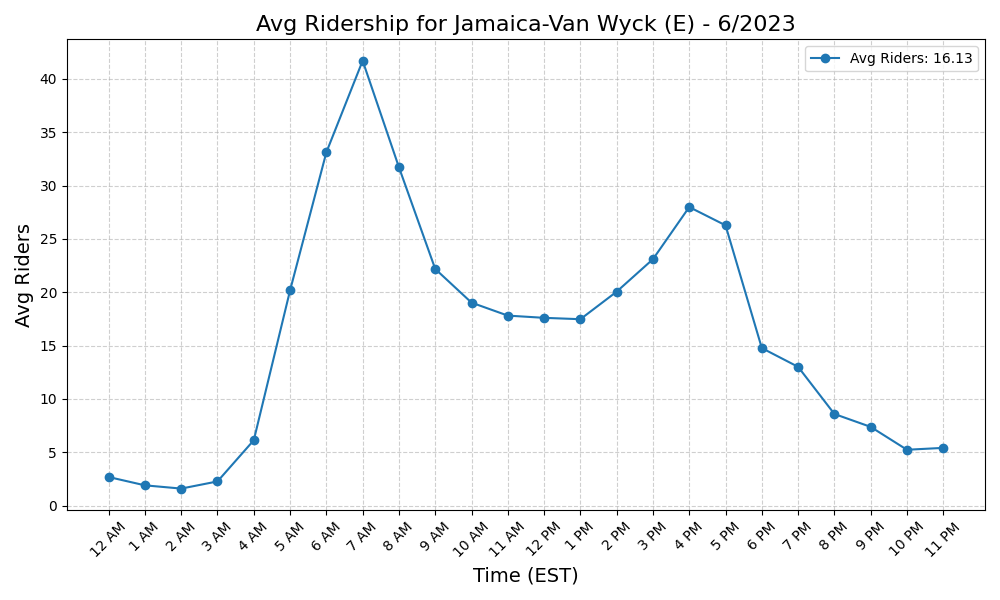 Avg Ridership for Jamaica-Van Wyck (E) - 6/2023
Avg Riders: 16.13
Avg Riders
40
35
30
25
20
15
10
5
0
12 AM
1 AM
2 AM
3 AM
4 AM
5 AM
6 AM
7 AM
8 AM
9 AM
10 AM
11 AM
12 PM
1 PM
2 PM
3 PM
4 PM
5 PM
6 PM
7 PM
8 PM
9 PM
10 PM
11 PM
Time (EST)